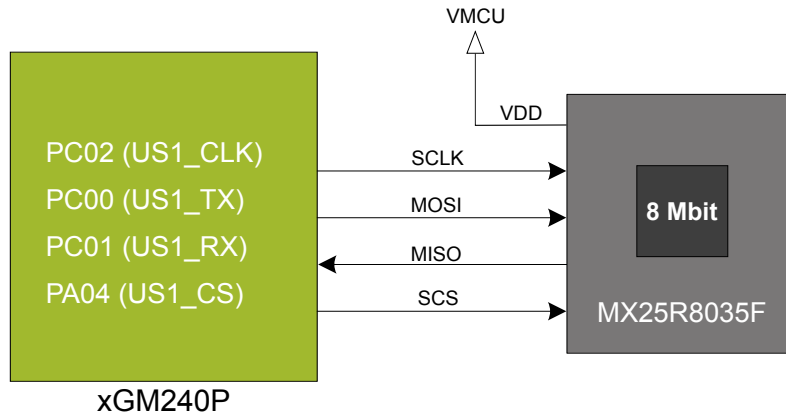 VMCU
VDD
PC02 (US1_CLK)
PC00 (US1_TX)
PC01 (US1_RX)
PA04 (US1_CS)
SCLK
MOSI
MISO
SCS
8 Mbit
MX25R8035F
xGM240P